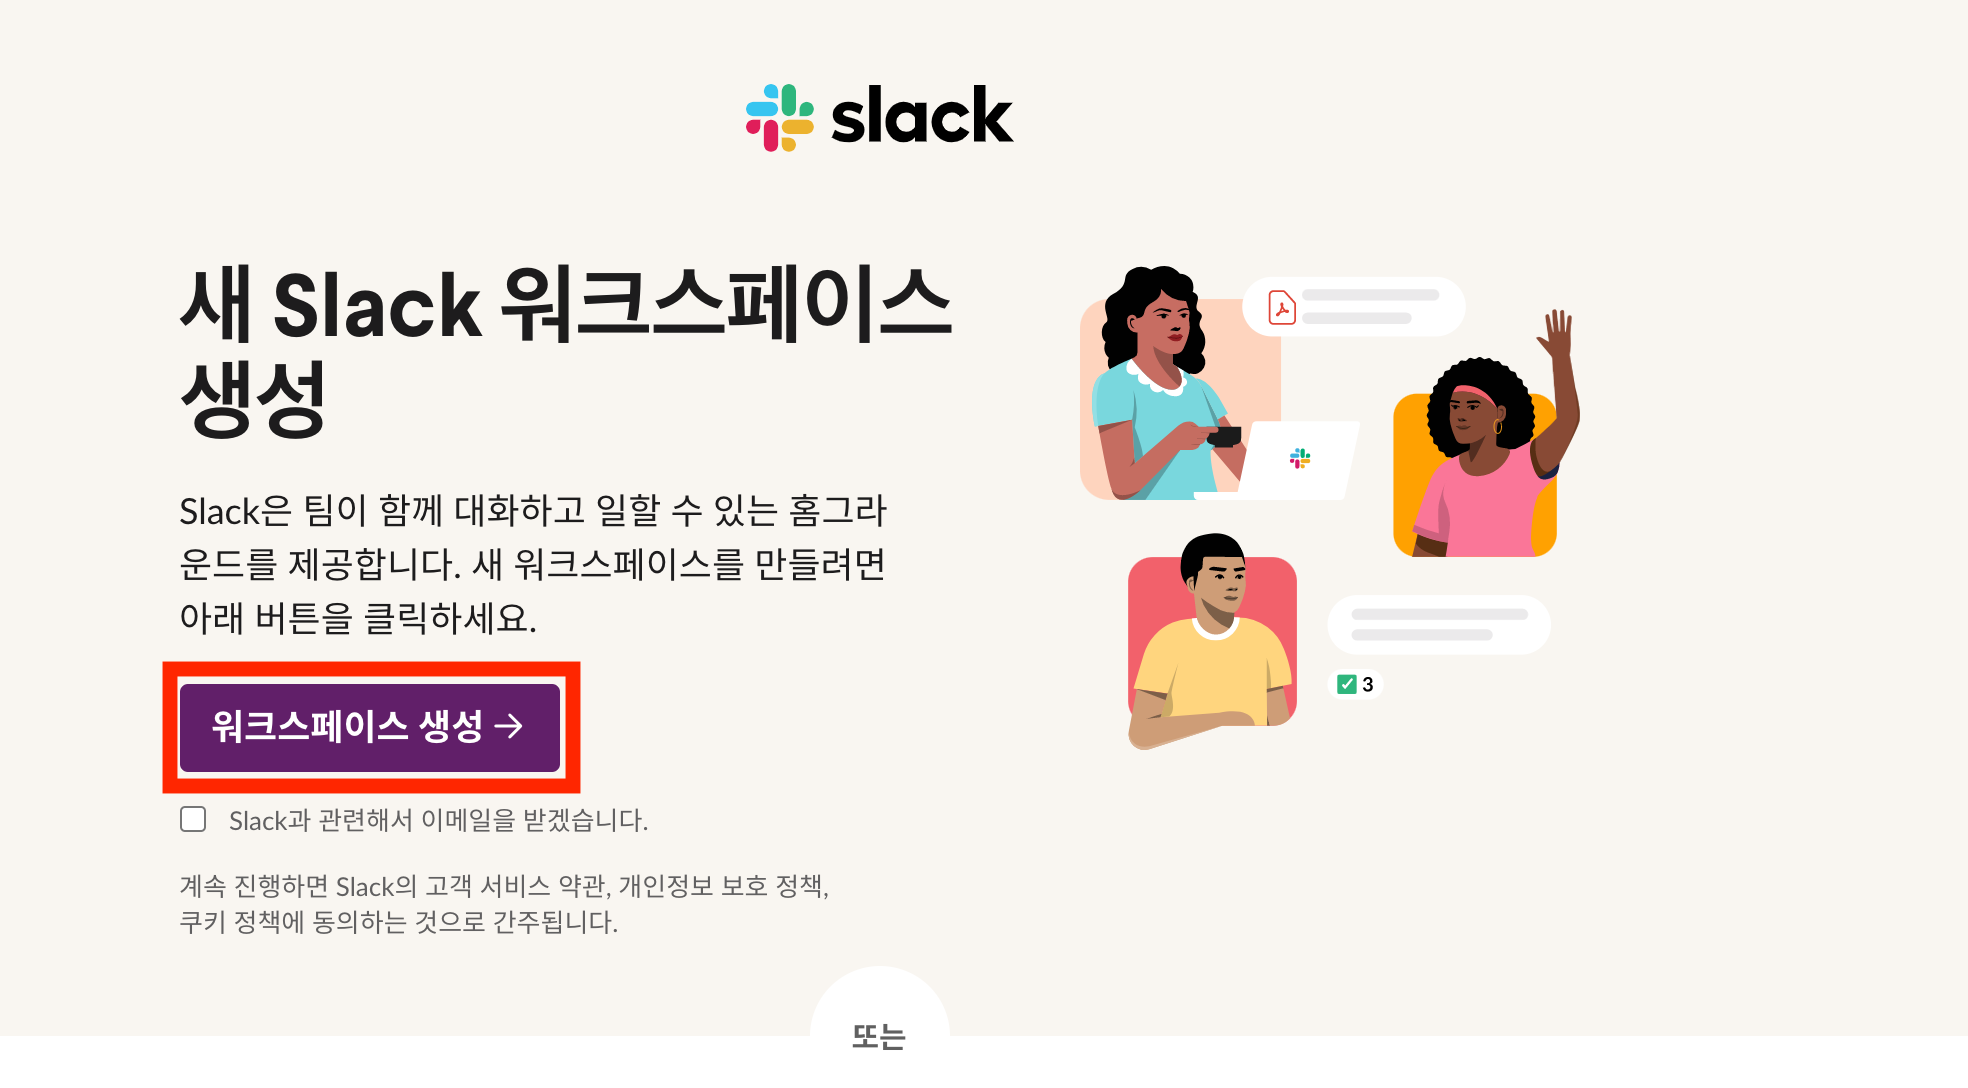 slack
새 Slack 워크스페이스
생성
Slack은 팀이 함께 대화하고 일할 수 있는 홈그라
운드를 제공합니다. 새 워크스페이스를 만들려면
아래 버튼을 클릭하세요.
워크스페이스 생성 →
Slack과 관련해서 이메일을 받겠습니다.
계속 진행하면 Slack의 고객 서비스 약관, 개인정보 보호 정책,
쿠키 정책에 동의하는 것으로 간주됩니다.
3
또는